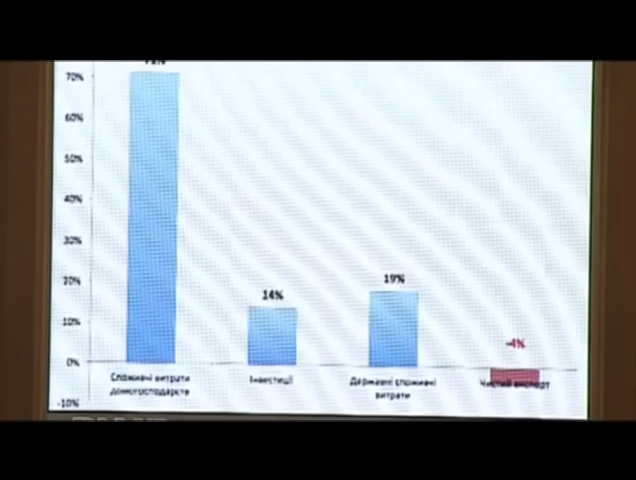 71%
70%
60%
50%
40%
30%
20%
10%
0%
-10%
14%
19%
-4%
Споживчі витрати
домогосподарств
Інвестиції
Державні споживчі
витрати
Чистий експорт